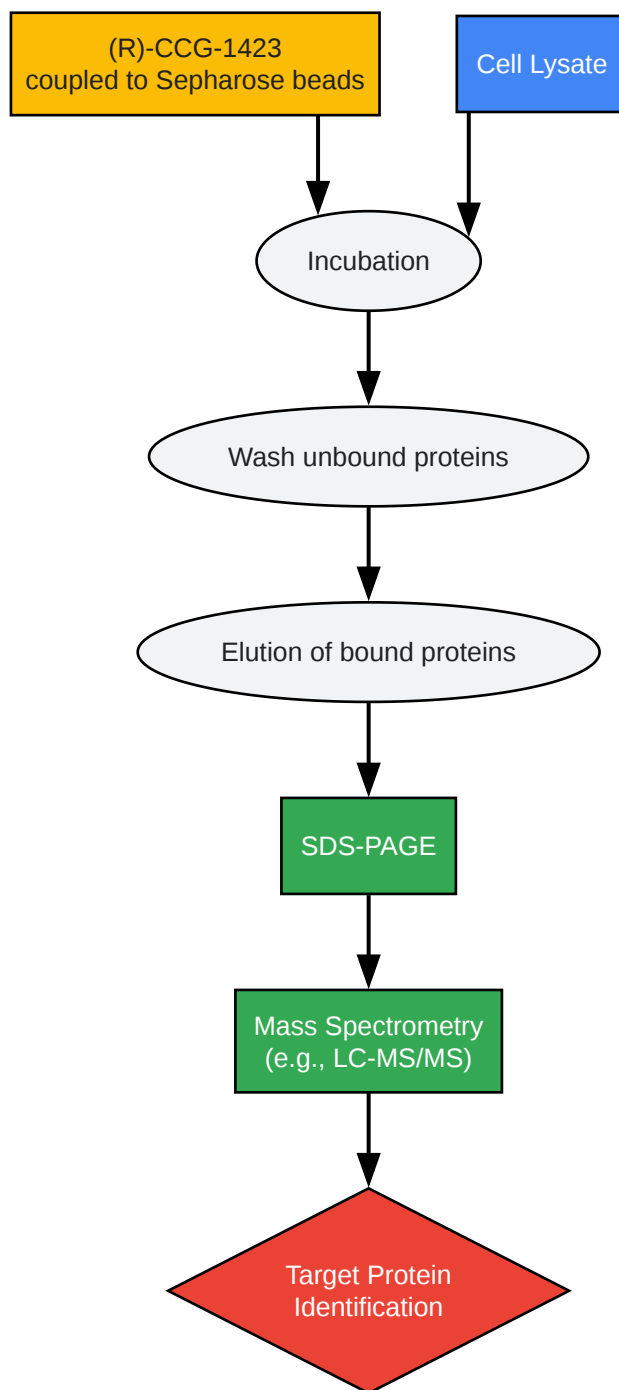 (R)-CCG-1423
coupled to Sepharose beads
Cell Lysate
Incubation
Wash unbound proteins
Elution of bound proteins
SDS-PAGE
Mass Spectrometry
(e.g., LC-MS/MS)
Target Protein
Identification